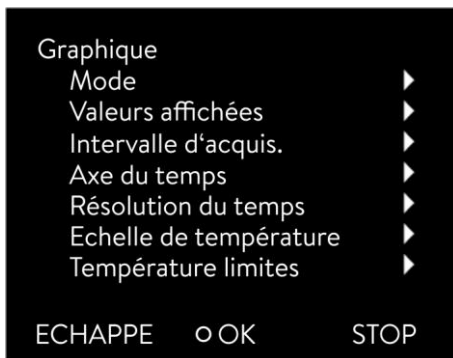 Graphique
Mode
Valeurs affichées
Intervalle d‘acquis.
Axe du temps
Résolution du temps
Echelle de température
Température limites
ECHAPPE OK STOP